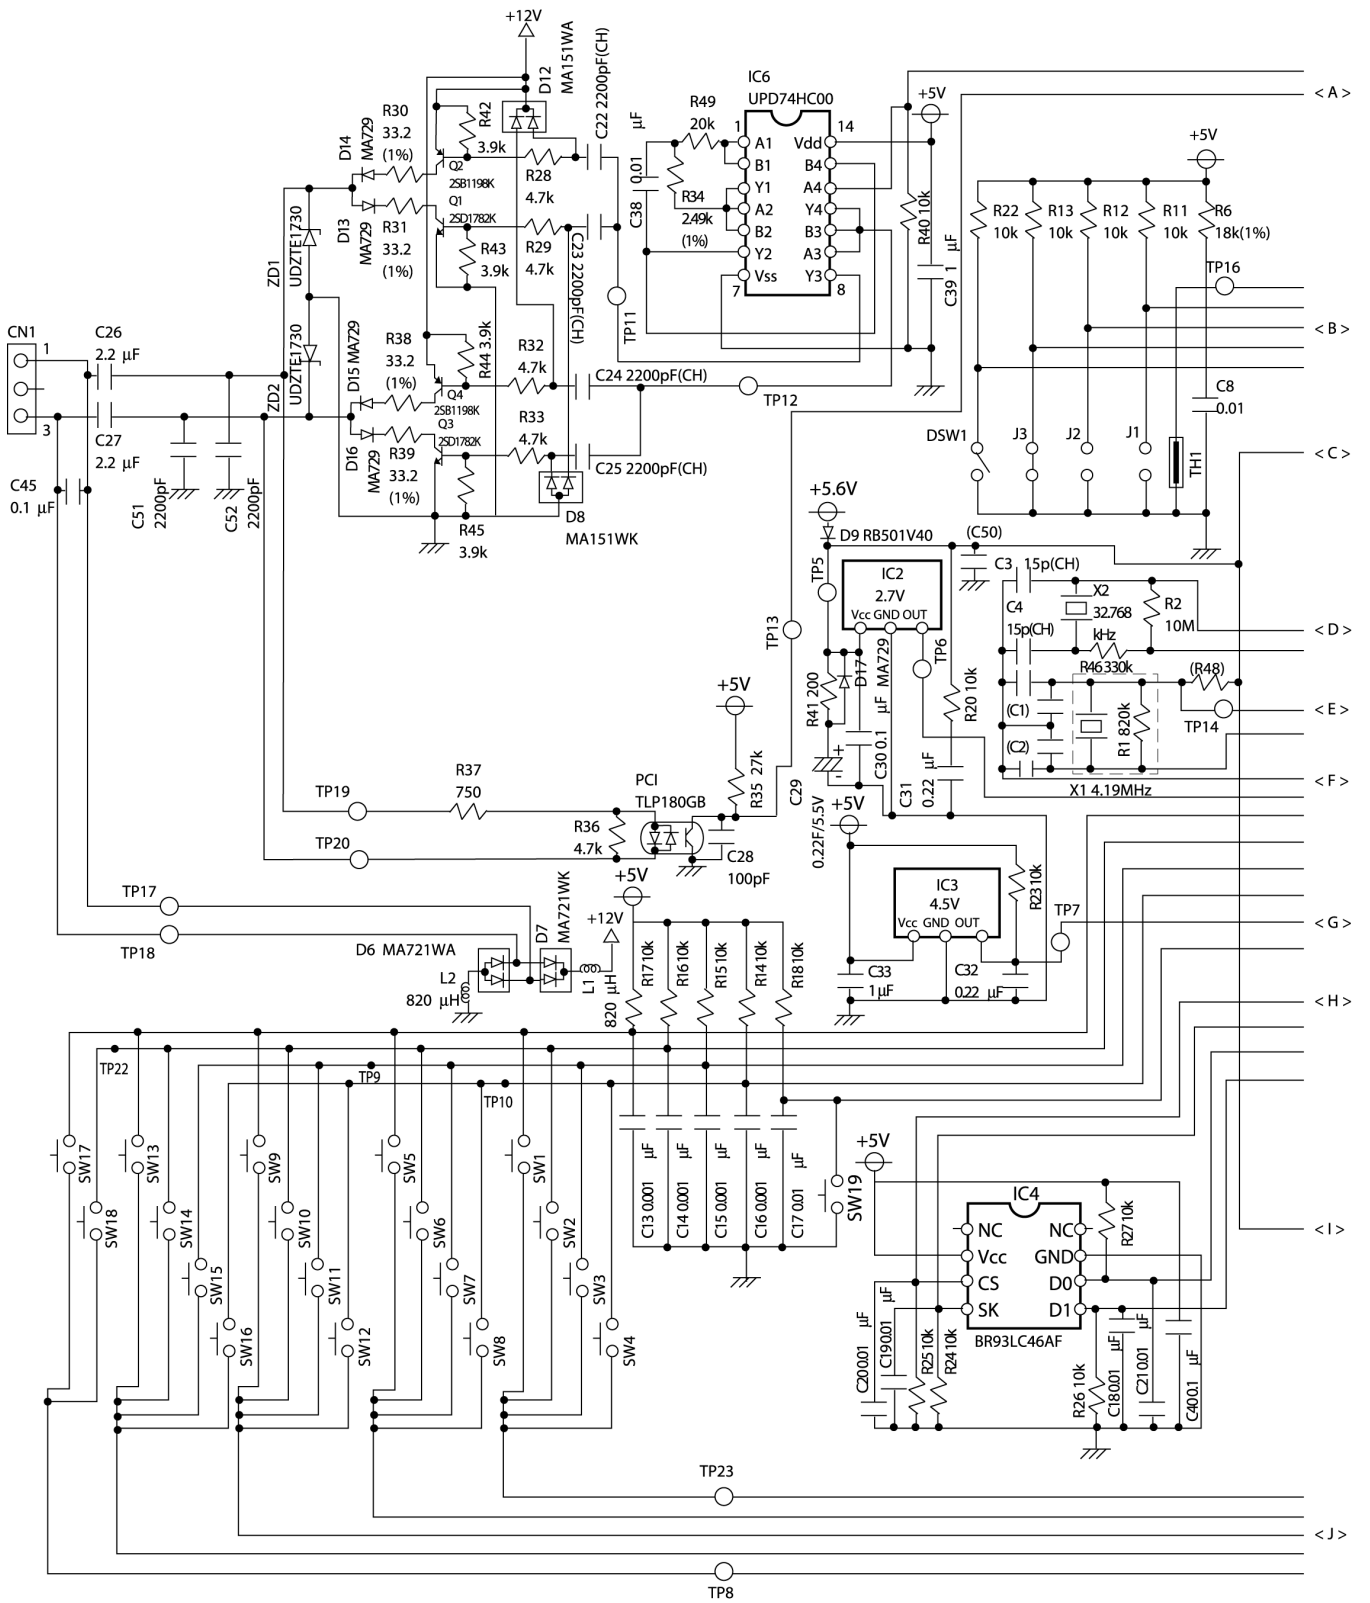 +12V
D12
MA151WA
C22 2200pF(CH)
IC6
UPD74HC00
<A>
R30
33.2
(1%)
R42
3.9k
μF
0.01
C38
R49
20k
1
14
+5V
A1
Vdd
B1
B4
Y1
A4
A2
Y4
B2
B3
Y2
A3
Vss
Y3
7
8
R34
2.49k
(1%)
R40 10k
C39 1 μF
+5V
D14
MA729
Q2
2SB1198K
R28
4.7k
Q1
2SD1782K
D13
MA729
R31
33.2
(1%)
R43
3.9k
R29
4.7k
C23 2200pF(CH)
TP11
R22
10k
R13
10k
R12
10k
R11
10k
R6
18k(1%)
TP16
ZD1
UDZTE1730
<B>
CN1
1
3
C26
2.2 μF
C27
2.2 μF
ZD2
UDZTE1730
D15 MA729
R38
33.2
(1%)
R44 3.9k
R32
4.7k
C24 2200pF(CH)
TP12
C8
0.01
Q4
2SB1198K
Q3
2SD1782K
R33
4.7k
D16
MA729
R39
33.2
(1%)
C25 2200pF(CH)
DSW1
J3
J2
J1
TH1
<C>
C45
0.1 μF
C51
2200pF
C52
2200pF
R45
3.9k
D8
MA151WK
+5.6V
D9 RB501V40
(C50)
TP5
IC2
2.7V
Vcc GND OUT
C3 15p(CH)
C4
15p(CH)
X2
32.768
kHz
R2
10M
<D>
TP13
D17
MA729
TP6
R46 330k
(R48)
R41 200
R20 10k
(C1)
(C2)
R1 820k
TP14
<E>
+5V
C30 0.1 μF
C31
0.22 μF
<F>
X1 4.19MHz
R37
750
TP19
PCI
TLP180GB
R35 27k
C29
0.22F/5.5V
+
-
+5V
R36
4.7k
TP20
C28
100pF
IC3
4.5V
Vcc GND OUT
R23 10k
TP7
<G>
TP17
TP18
+5V
D6 MA721WA
D7
MA721WK
+12V
L2
820 μH
L1
820 μH
R17 10k
R16 10k
R15 10k
R14 10k
R18 10k
C33
1 μF
C32
0.22 μF
<H>
TP22
TP9
TP10
SW17
SW13
SW9
SW5
SW1
SW18
SW14
SW10
SW6
SW2
SW15
SW11
SW7
SW3
SW16
SW12
SW8
SW4
C13 0.001 μF
C14 0.001 μF
C15 0.001 μF
C16 0.001 μF
C17 0.01 μF
SW19
+5V
IC4
NC
NC
Vcc
GND
CS
D0
SK
D1
BR93LC46AF
R27 10k
<I>
C20 0.01 μF
C19 0.01 μF
R25 10k
R24 10k
R26 10k
C18 0.01 μF
C21 0.01 μF
C40 0.1 μF
TP23
<J>
TP8